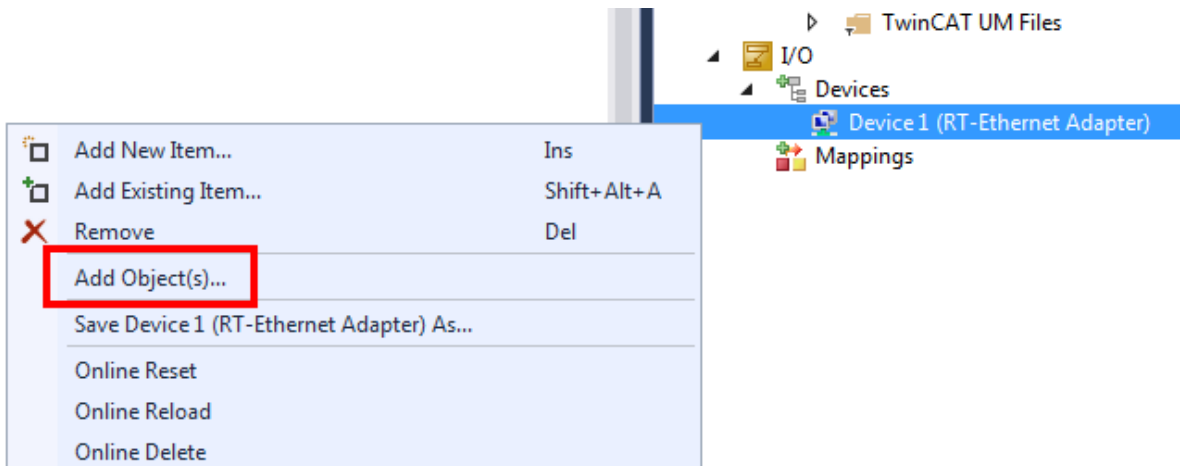 TwinCAT UM Files
I/O
Devices
Device 1 (RT-Ethernet Adapter)
Mappings
Add New Item... Ins
Add Existing Item... Shift+Alt+A
Remove Del
Add Object(s)...
Save Device 1 (RT-Ethernet Adapter) As...
Online Reset
Online Reload
Online Delete